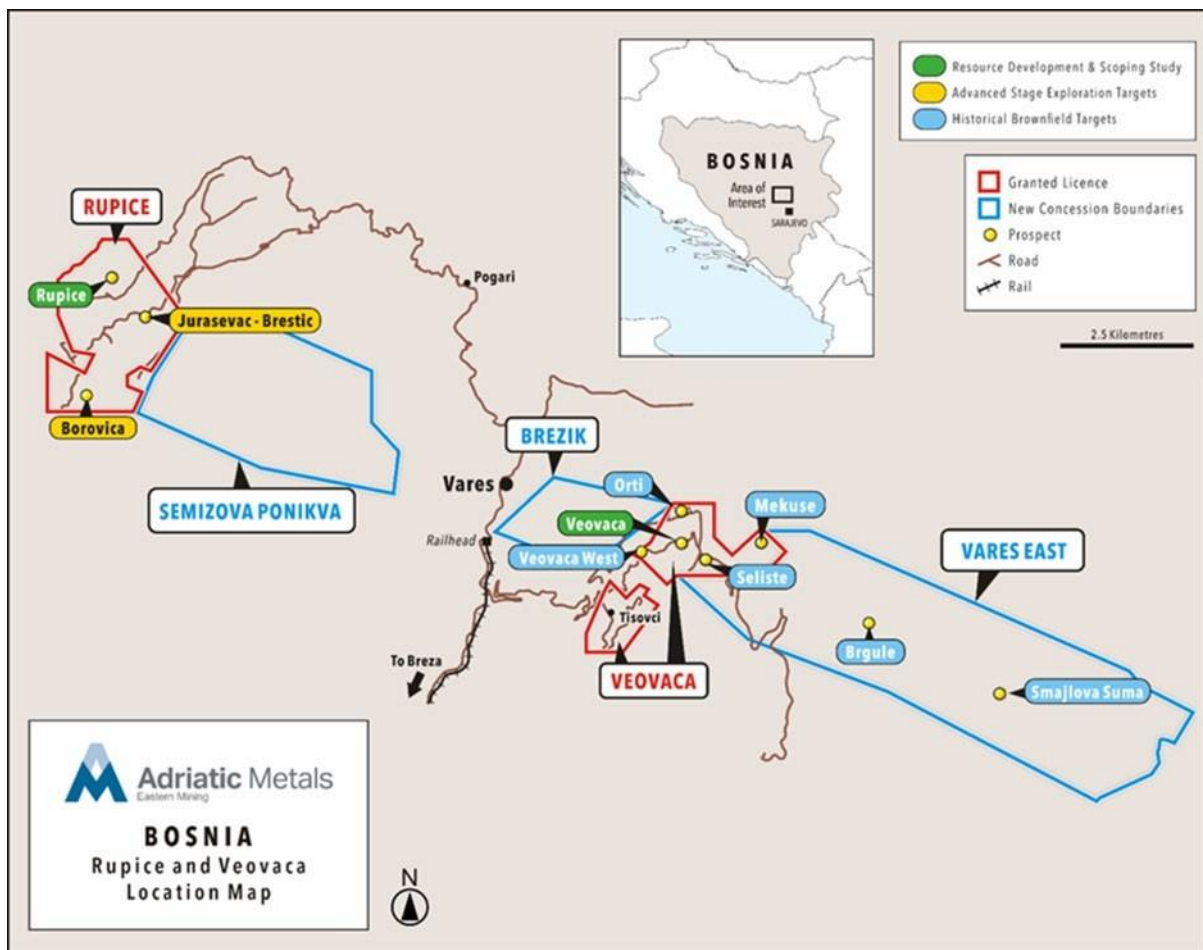 Resource Development & Scoping Study
Advanced Stage Exploration Targets
Historical Brownfield Targets
BOSNIA
Area of
Interest
SARAJEVO
Granted Licence
New Concession Boundaries
Prospect
Road
Rail
2.5 Kilometres
RUPICE
Rupice
Jurasevac - Brestic
Borovica
SEMIZOVA PONIKVA
Pogari
BREZIK
Vares
Railhead
Orti
Veovaca
Veovaca West
Mekuse
Seliste
VARES EAST
Tisovci
Brgule
To Breza
VEOVACA
Smajlova Suma
Adriatic Metals
Eastern Mining
BOSNIA
Rupice and Veovaca
Location Map
N